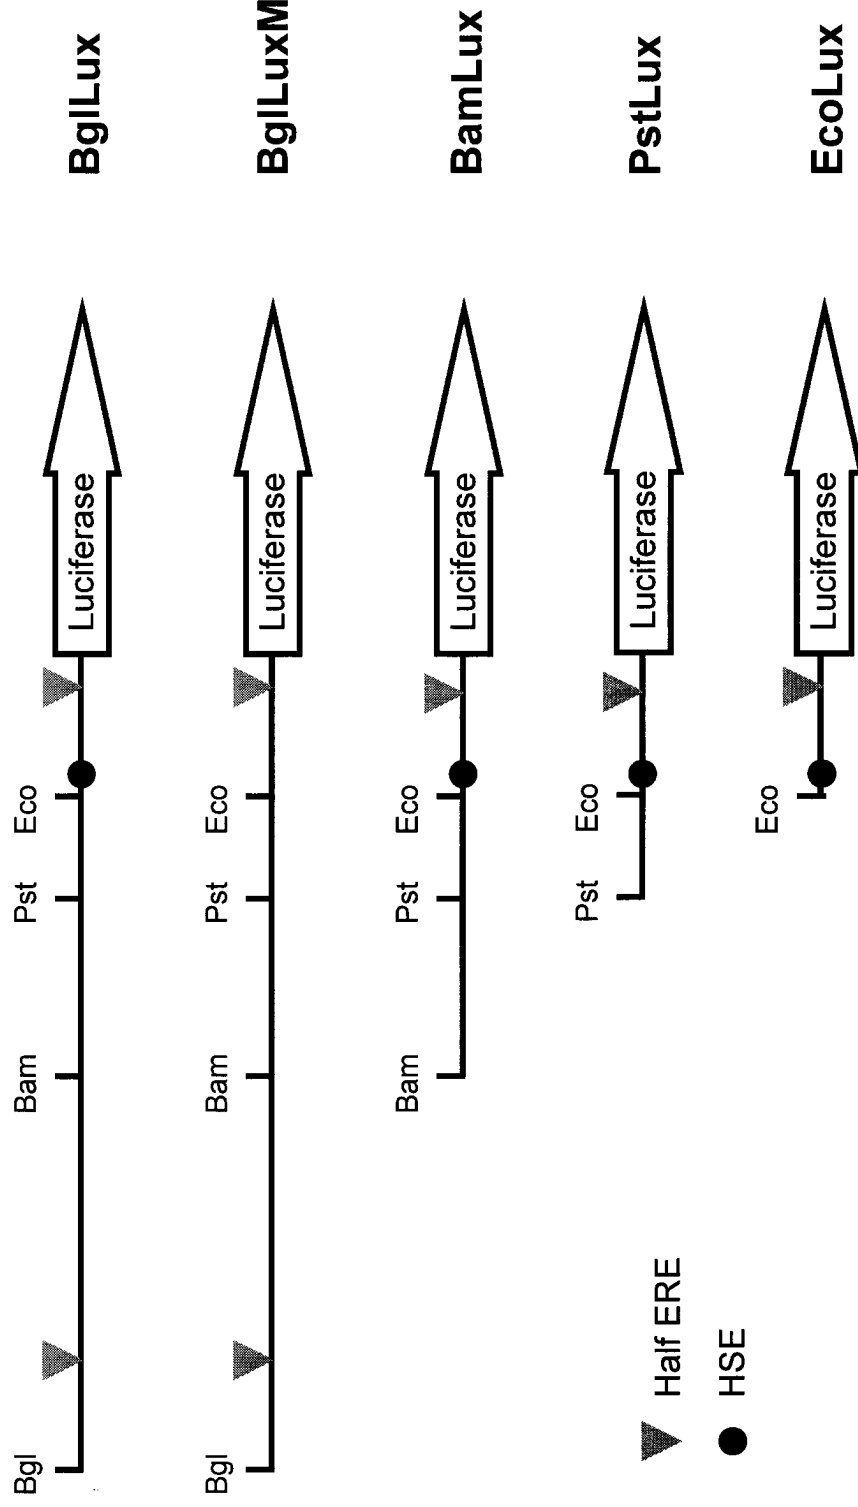 Bgl Bam Pst Eco Luciferase BglLux
Bgl Bam Pst Eco Luciferase BglLuxM
Bam Pst Eco Luciferase BamLux
Pst Eco Luciferase PstLux
Eco Luciferase EcoLux
Half ERE
HSE